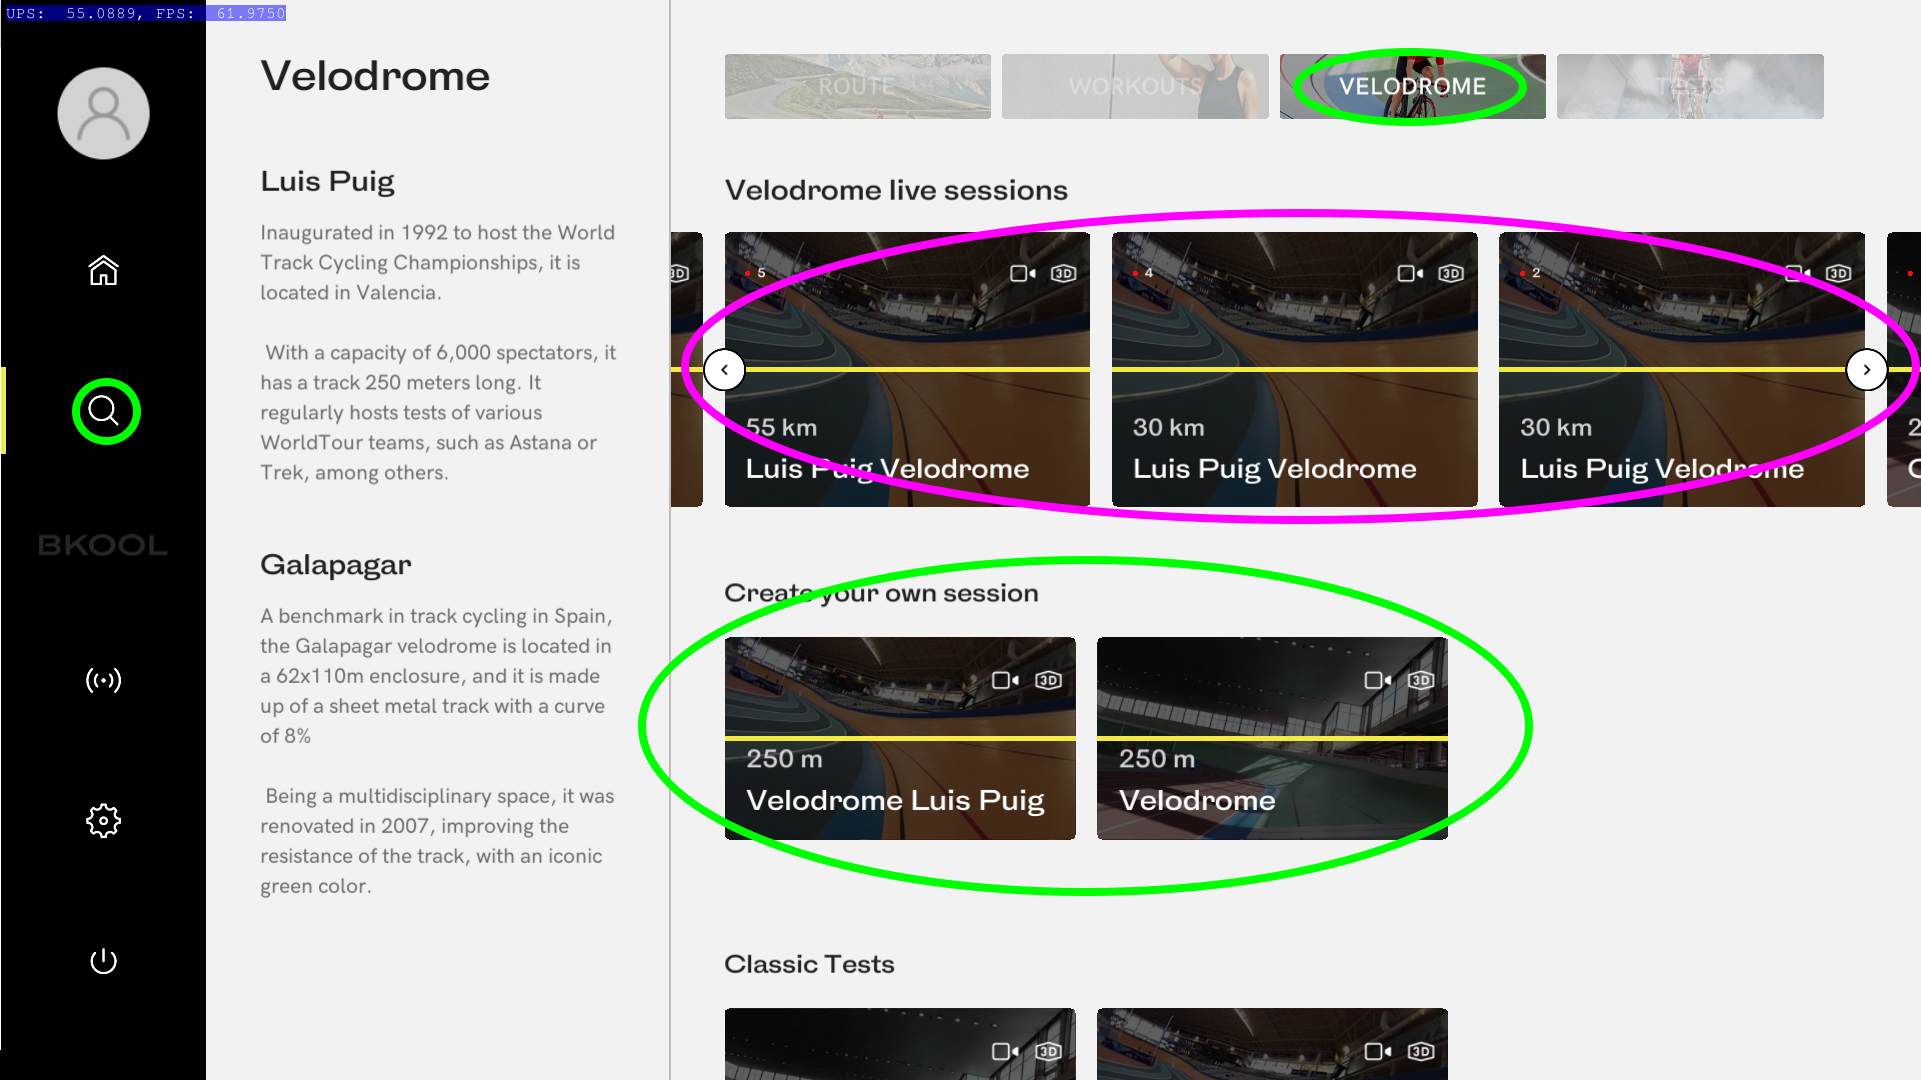 UPS: 55.0889, FPS: 61.9750
Velodrome
Luis Puig
Inaugurated in 1992 to host the World
Track Cycling Championships, it is
located in Valencia.
With a capacity of 6,000 spectators, it
has a track 250 meters long. It
regularly hosts tests of various
WorldTour teams, such as Astana or
Trek, among others.
Galapagar
A benchmark in track cycling in Spain,
the Galapagar velodrome is located in
a 62x110m enclosure, and it is made
up of a sheet metal track with a curve
of 8%
Being a multidisciplinary space, it was
renovated in 2007, improving the
resistance of the track, with an iconic
green color.
BKOOL
ROUTE
WORKOUTS
VELODROME
TESTS
Velodrome live sessions
3D
5
3D
55 km
Luis Puig Velodrome
4
3D
30 km
Luis Puig Velodrome
2
3D
30 km
Luis Puig Velodrome
2
Create your own session
3D
250 m
Velodrome Luis Puig
3D
250 m
Velodrome
Classic Tests
3D
3D